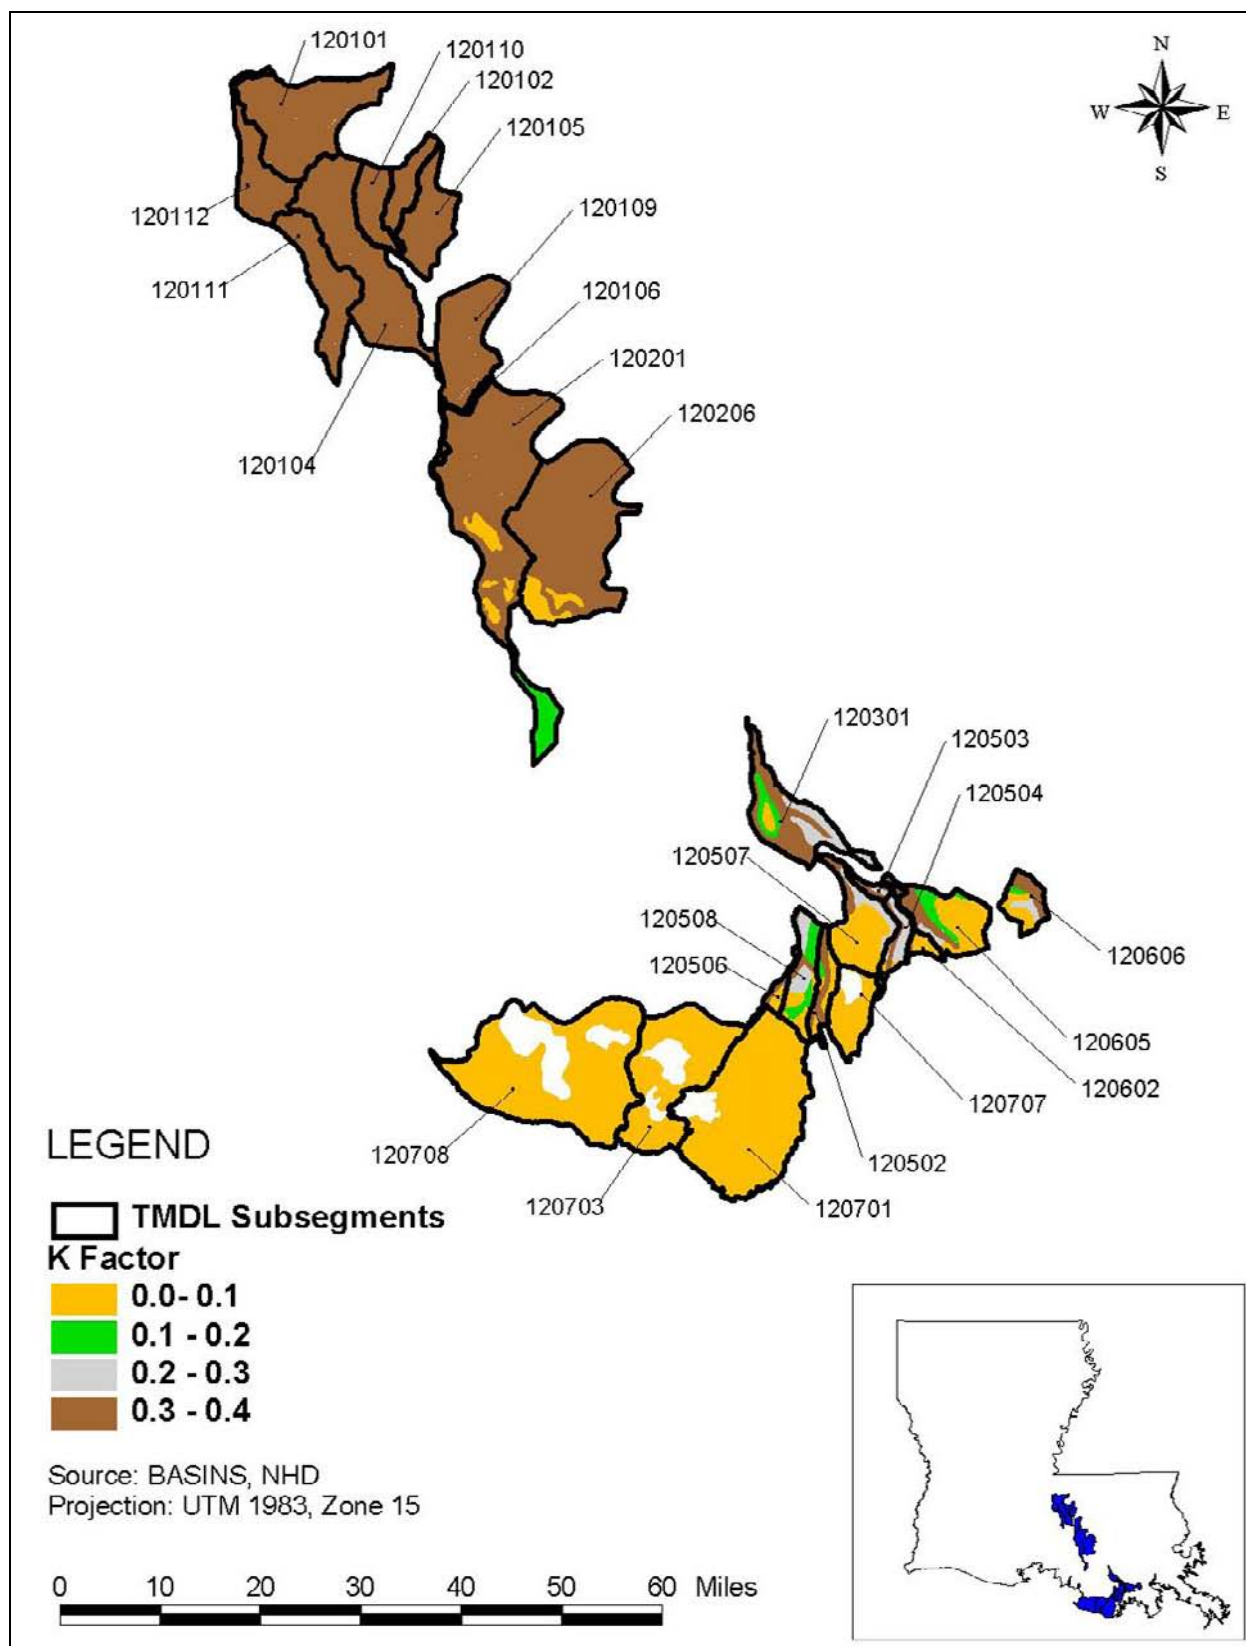 120101
120110
120102
120105
N
W E
S
120109
120112
120111
120106
120201
120206
120104
120301
120503
120504
120507
120508
120506
120606
120605
120602
120707
120502
120708
120703
120701
LEGEND
TMDL Subsegments
K Factor
0.0- 0.1
0.1 - 0.2
0.2 - 0.3
0.3 - 0.4
Source: BASINS, NHD
Projection: UTM 1983, Zone 15
0 10 20 30 40 50 60 Miles